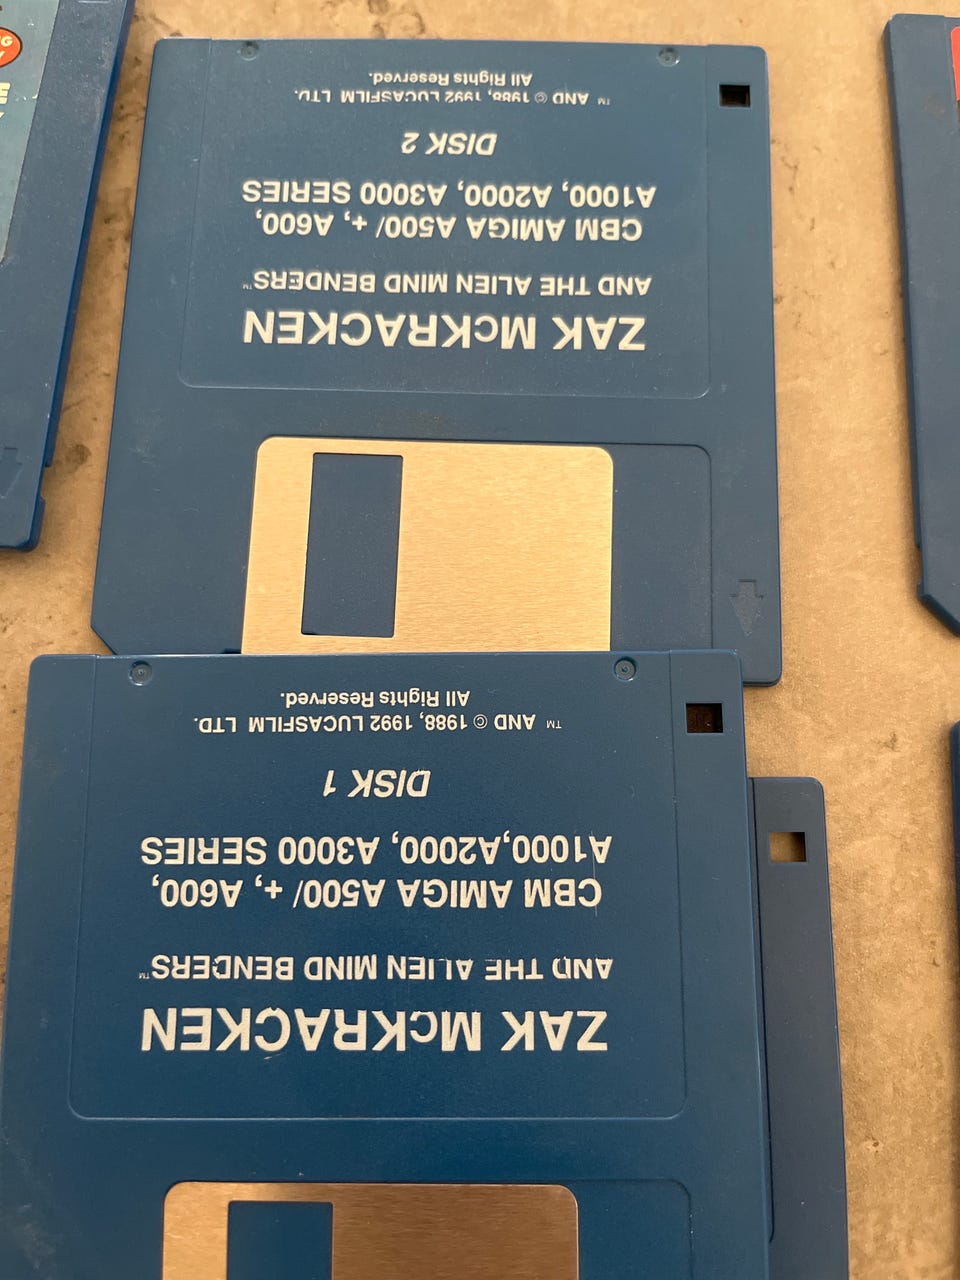 ZAK McKRACKEN
AND THE ALIEN MIND BENDERS™
CBM AMIGA A500/ +, A600,
A1000,A2000, A3000 SERIES
DISK 1
™ AND © 1988, 1992 LUCASFILM LTD.
All Rights Reserved.
ZAK McKRACKEN
AND THE ALIEN MIND BENDERS™
CBM AMIGA A500/ +, A600,
A1000, A2000, A3000 SERIES
DISK 2
™ AND © 1988, 1992 LUCASFILM LTD.
All Rights Reserved.